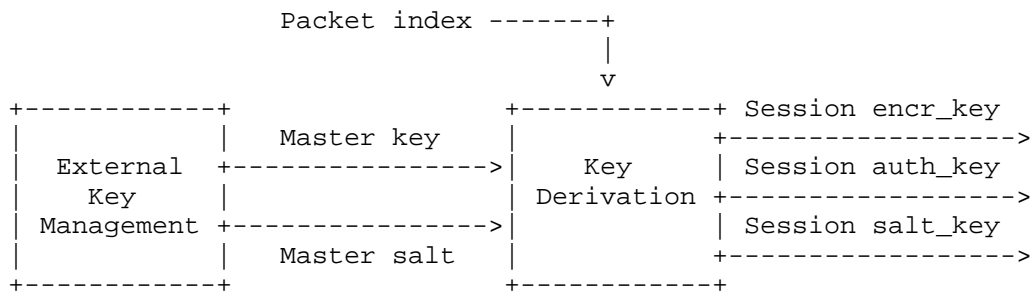 Packet index -------+
|
v
+------------+ +------------+ Session encr_key
| | Master key | +------------------>
| External +---------------->| Key | Session auth_key
| Key | | Derivation +------------------>
| Management +---------------->| | Session salt_key
| | Master salt | +------------------>
+------------+ +------------+